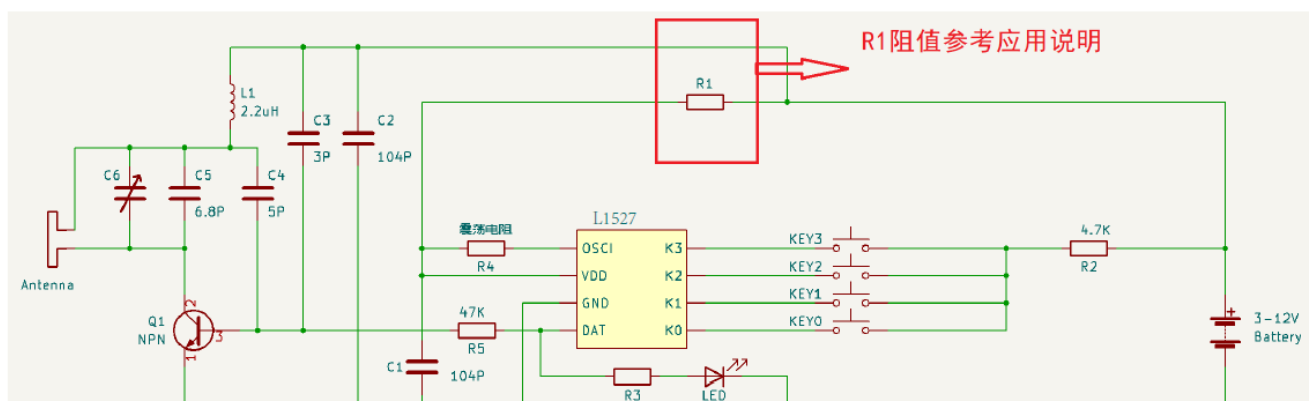 R1阻值参考应用说明
R1
L1
2.2uH
C3
3P
C2
104P
C6
C5
6.8P
C4
5P
Antenna
L1527
震荡电阻
R4
OSCI
VDD
GND
DAT
K3
K2
K1
K0
KEY3
KEY2
KEY1
KEY0
4.7K
R2
47K
R5
Q1
NPN
2
3
1
C1
104P
R3
LED
+
3-12V
Battery